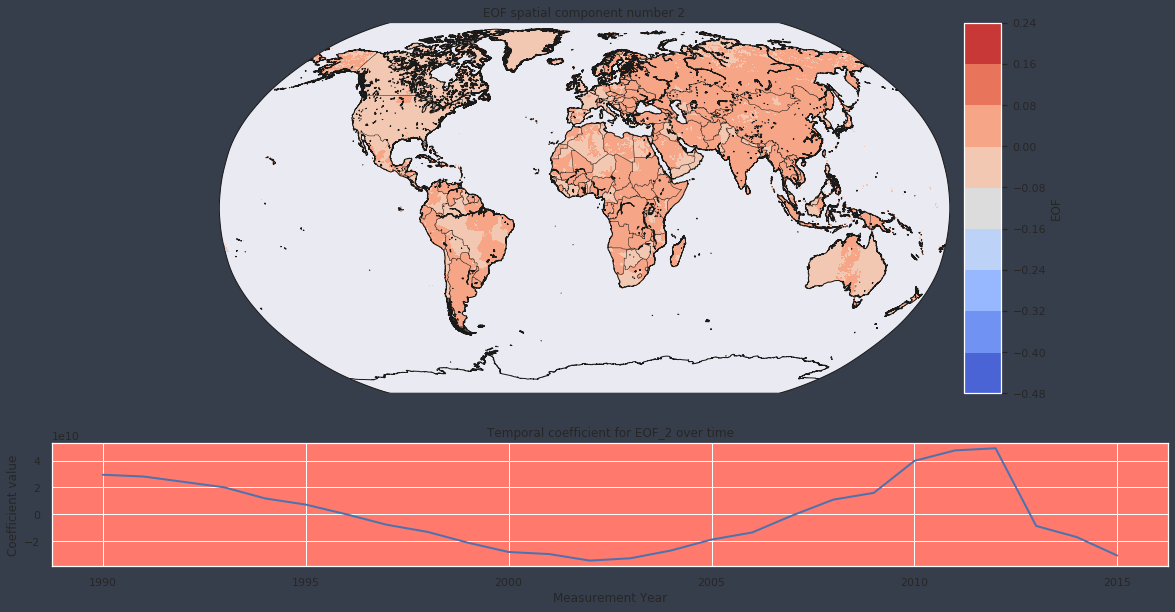 EOF spatial component number 2
0.24
0.16
0.08
0.00
−0.08
−0.16
−0.24
−0.32
−0.40
−0.48
EOF
Temporal coefficient for EOF_2 over time
1e10
4
2
0
−2
Coefficient value
1990 1995 2000 2005 2010 2015
Measurement Year